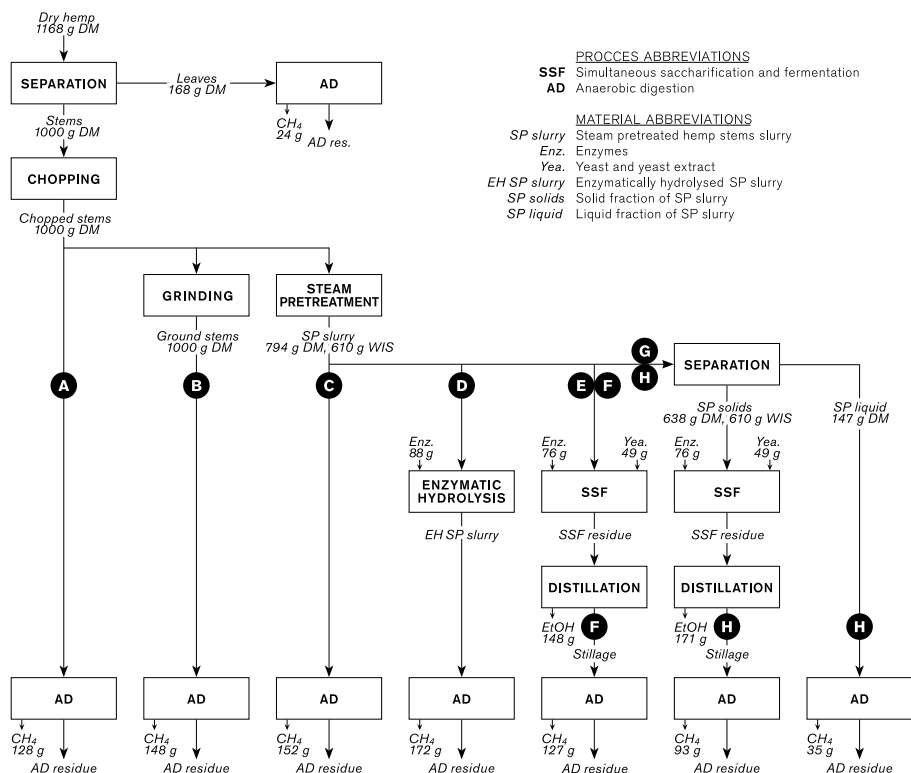 Dry hemp
1168 g DM
SEPARATION
Leaves
168 g DM
AD
CH4
24 g
AD res.
Stems
1000 g DM
CHOPPING
Chopped stems
1000 g DM
PROCCES ABBREVIATIONS
SSF Simultaneous saccharification and fermentation
AD Anaerobic digestion
MATERIAL ABBREVIATIONS
SP slurry Steam pretreated hemp stems slurry
Enz. Enzymes
Yea. Yeast and yeast extract
EH SP slurry Enzymatically hydrolysed SP slurry
SP solids Solid fraction of SP slurry
SP liquid Liquid fraction of SP slurry
GRINDING
STEAM
PRETREATMENT
Ground stems
1000 g DM
SP slurry
794 g DM, 610 g WIS
A
B
C
D
E
F
G
H
SEPARATION
SP solids
638 g DM, 610 g WIS
SP liquid
147 g DM
Enz.
88 g
ENZYMATIC
HYDROLYSIS
EH SP slurry
Enz.
76 g
Yea.
49 g
SSF
SSF residue
DISTILLATION
EtOH
148 g
F
Stillage
Enz.
76 g
Yea.
49 g
SSF
SSF residue
DISTILLATION
EtOH
171 g
H
Stillage
H
AD
CH4
128 g
AD residue
AD
CH4
148 g
AD residue
AD
CH4
152 g
AD residue
AD
CH4
172 g
AD residue
AD
CH4
127 g
AD residue
AD
CH4
93 g
AD residue
AD
CH4
35 g
AD residue